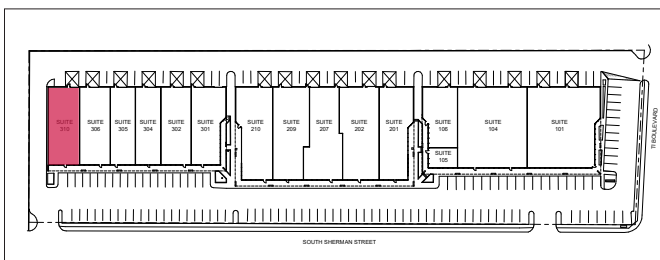 SUITE
310
SUITE
306
SUITE
305
SUITE
304
SUITE
302
SUITE
301
SUITE
210
SUITE
209
SUITE
207
SUITE
202
SUITE
201
SUITE
106
SUITE
105
SUITE
104
SUITE
101
TI BOULEVARD
SOUTH SHERMAN STREET